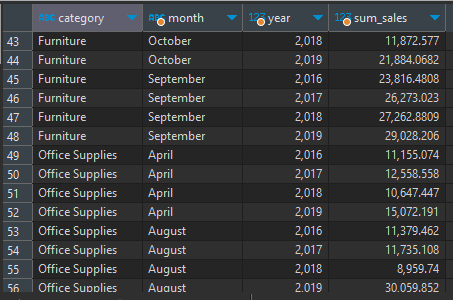 abc category abc month 123 year 123 sum_sales
43 Furniture October 2,018 11,872.577
44 Furniture October 2,019 21,884.0682
45 Furniture September 2,016 23,816.4808
46 Furniture September 2,017 26,273.023
47 Furniture September 2,018 27,262.8809
48 Furniture September 2,019 29,028.206
49 Office Supplies April 2,016 11,155.074
50 Office Supplies April 2,017 12,558.558
51 Office Supplies April 2,018 10,647.447
52 Office Supplies April 2,019 15,072.191
53 Office Supplies August 2,016 11,379.462
54 Office Supplies August 2,017 11,735.108
55 Office Supplies August 2,018 8,959.74
56 Office Supplies August 2,019 30,059.852